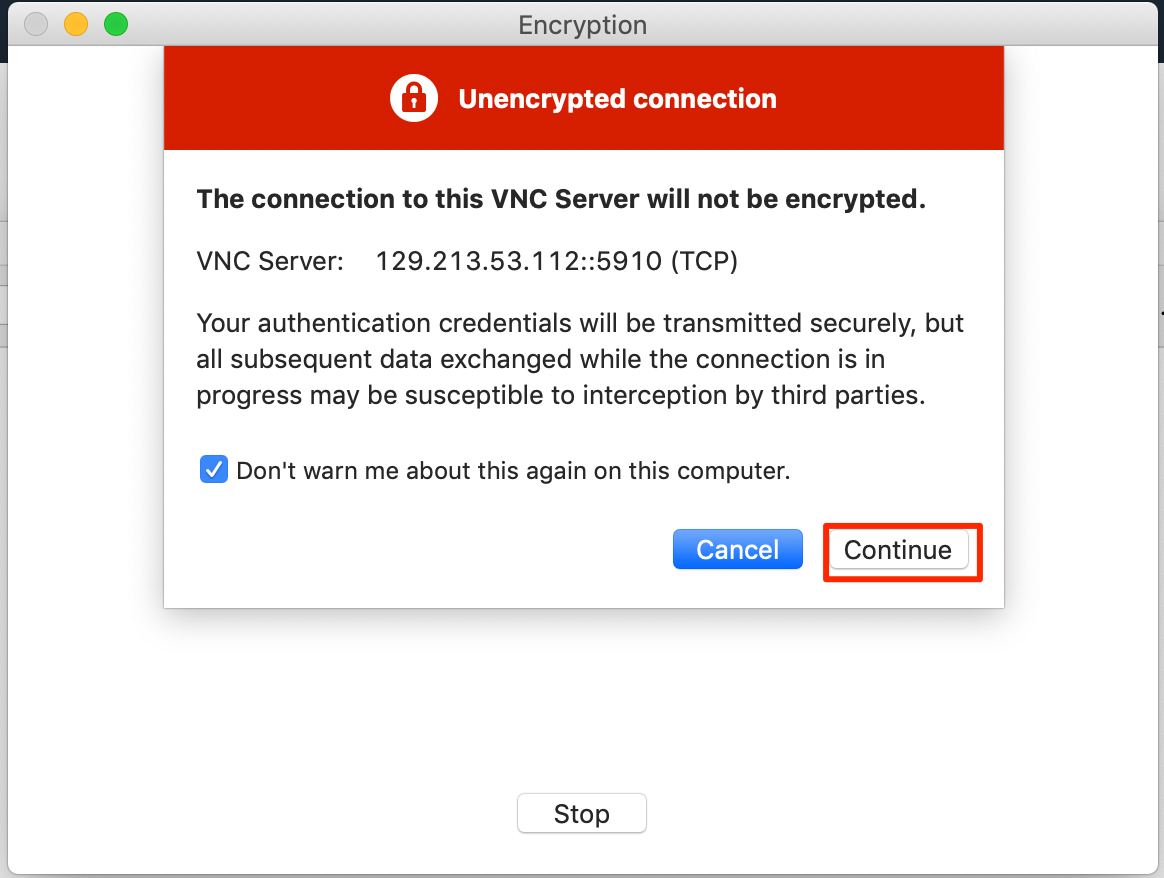 Encryption
Unencrypted connection
The connection to this VNC Server will not be encrypted.
VNC Server: 129.213.53.112::5910 (TCP)
Your authentication credentials will be transmitted securely, but
all subsequent data exchanged while the connection is in
progress may be susceptible to interception by third parties.
Don't warn me about this again on this computer.
Cancel Continue
Stop